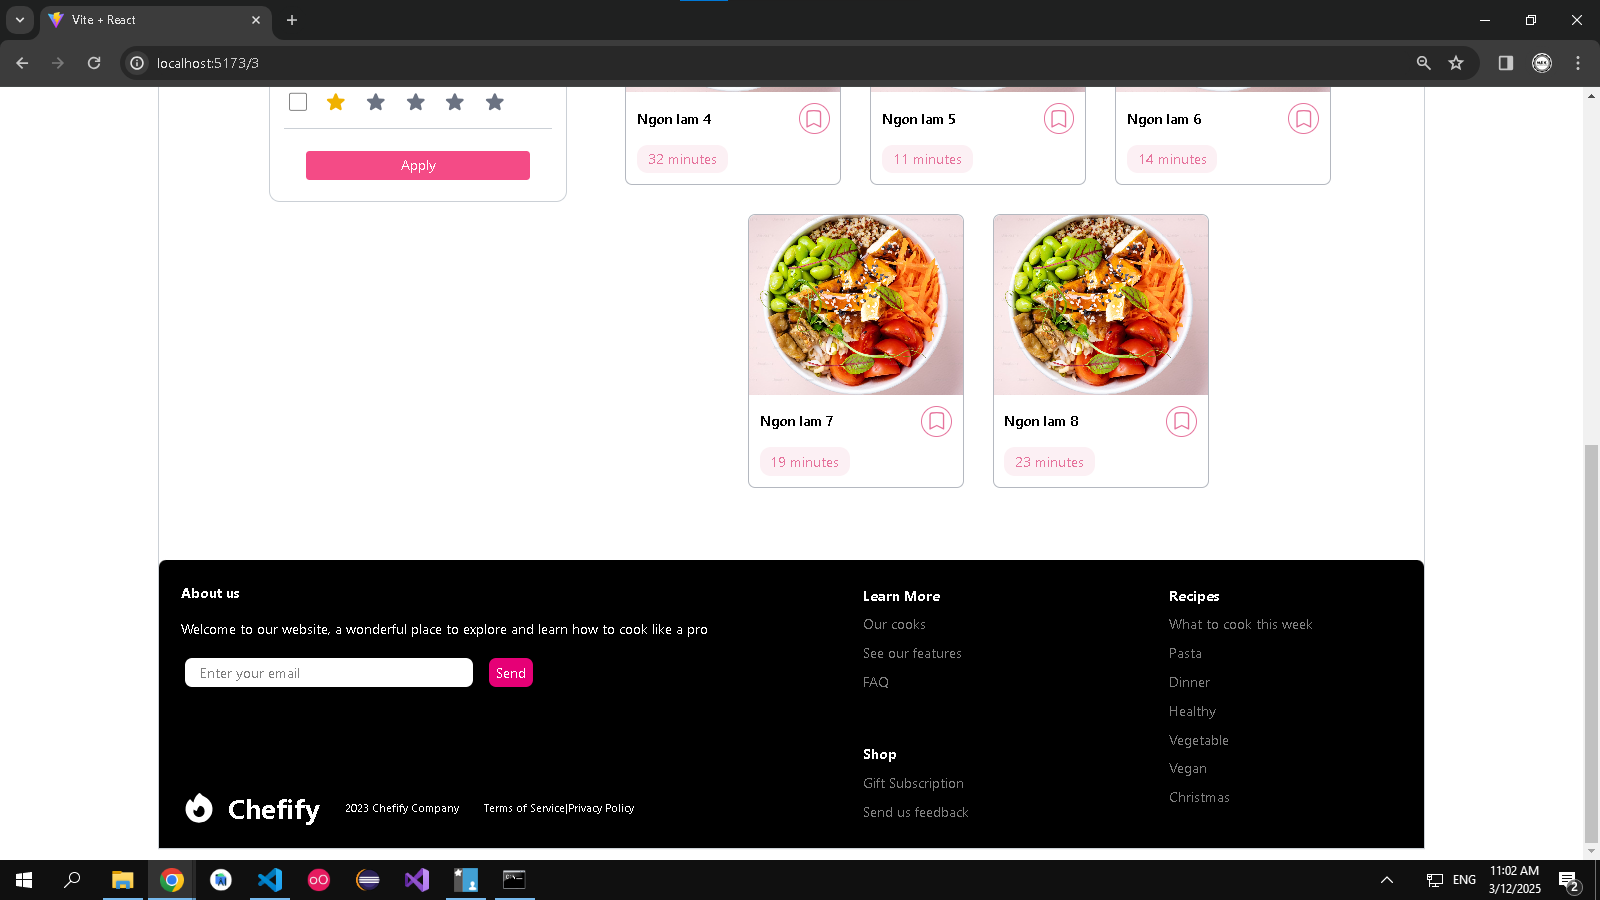 Vite + React
localhost:5173/3
Apply
Ngon lam 4
Ngon lam 5
Ngon lam 6
32 minutes
11 minutes
14 minutes
Ngon lam 7
Ngon lam 8
19 minutes
23 minutes
About us
Welcome to our website, a wonderful place to explore and learn how to cook like a pro
Enter your email
Send
Chefify
2023 Chefify Company
Terms of Service|Privacy Policy
Learn More
Our cooks
See our features
FAQ
Shop
Gift Subscription
Send us feedback
Recipes
What to cook this week
Pasta
Dinner
Healthy
Vegetable
Vegan
Christmas
ENG
11:02 AM
3/12/2025
2